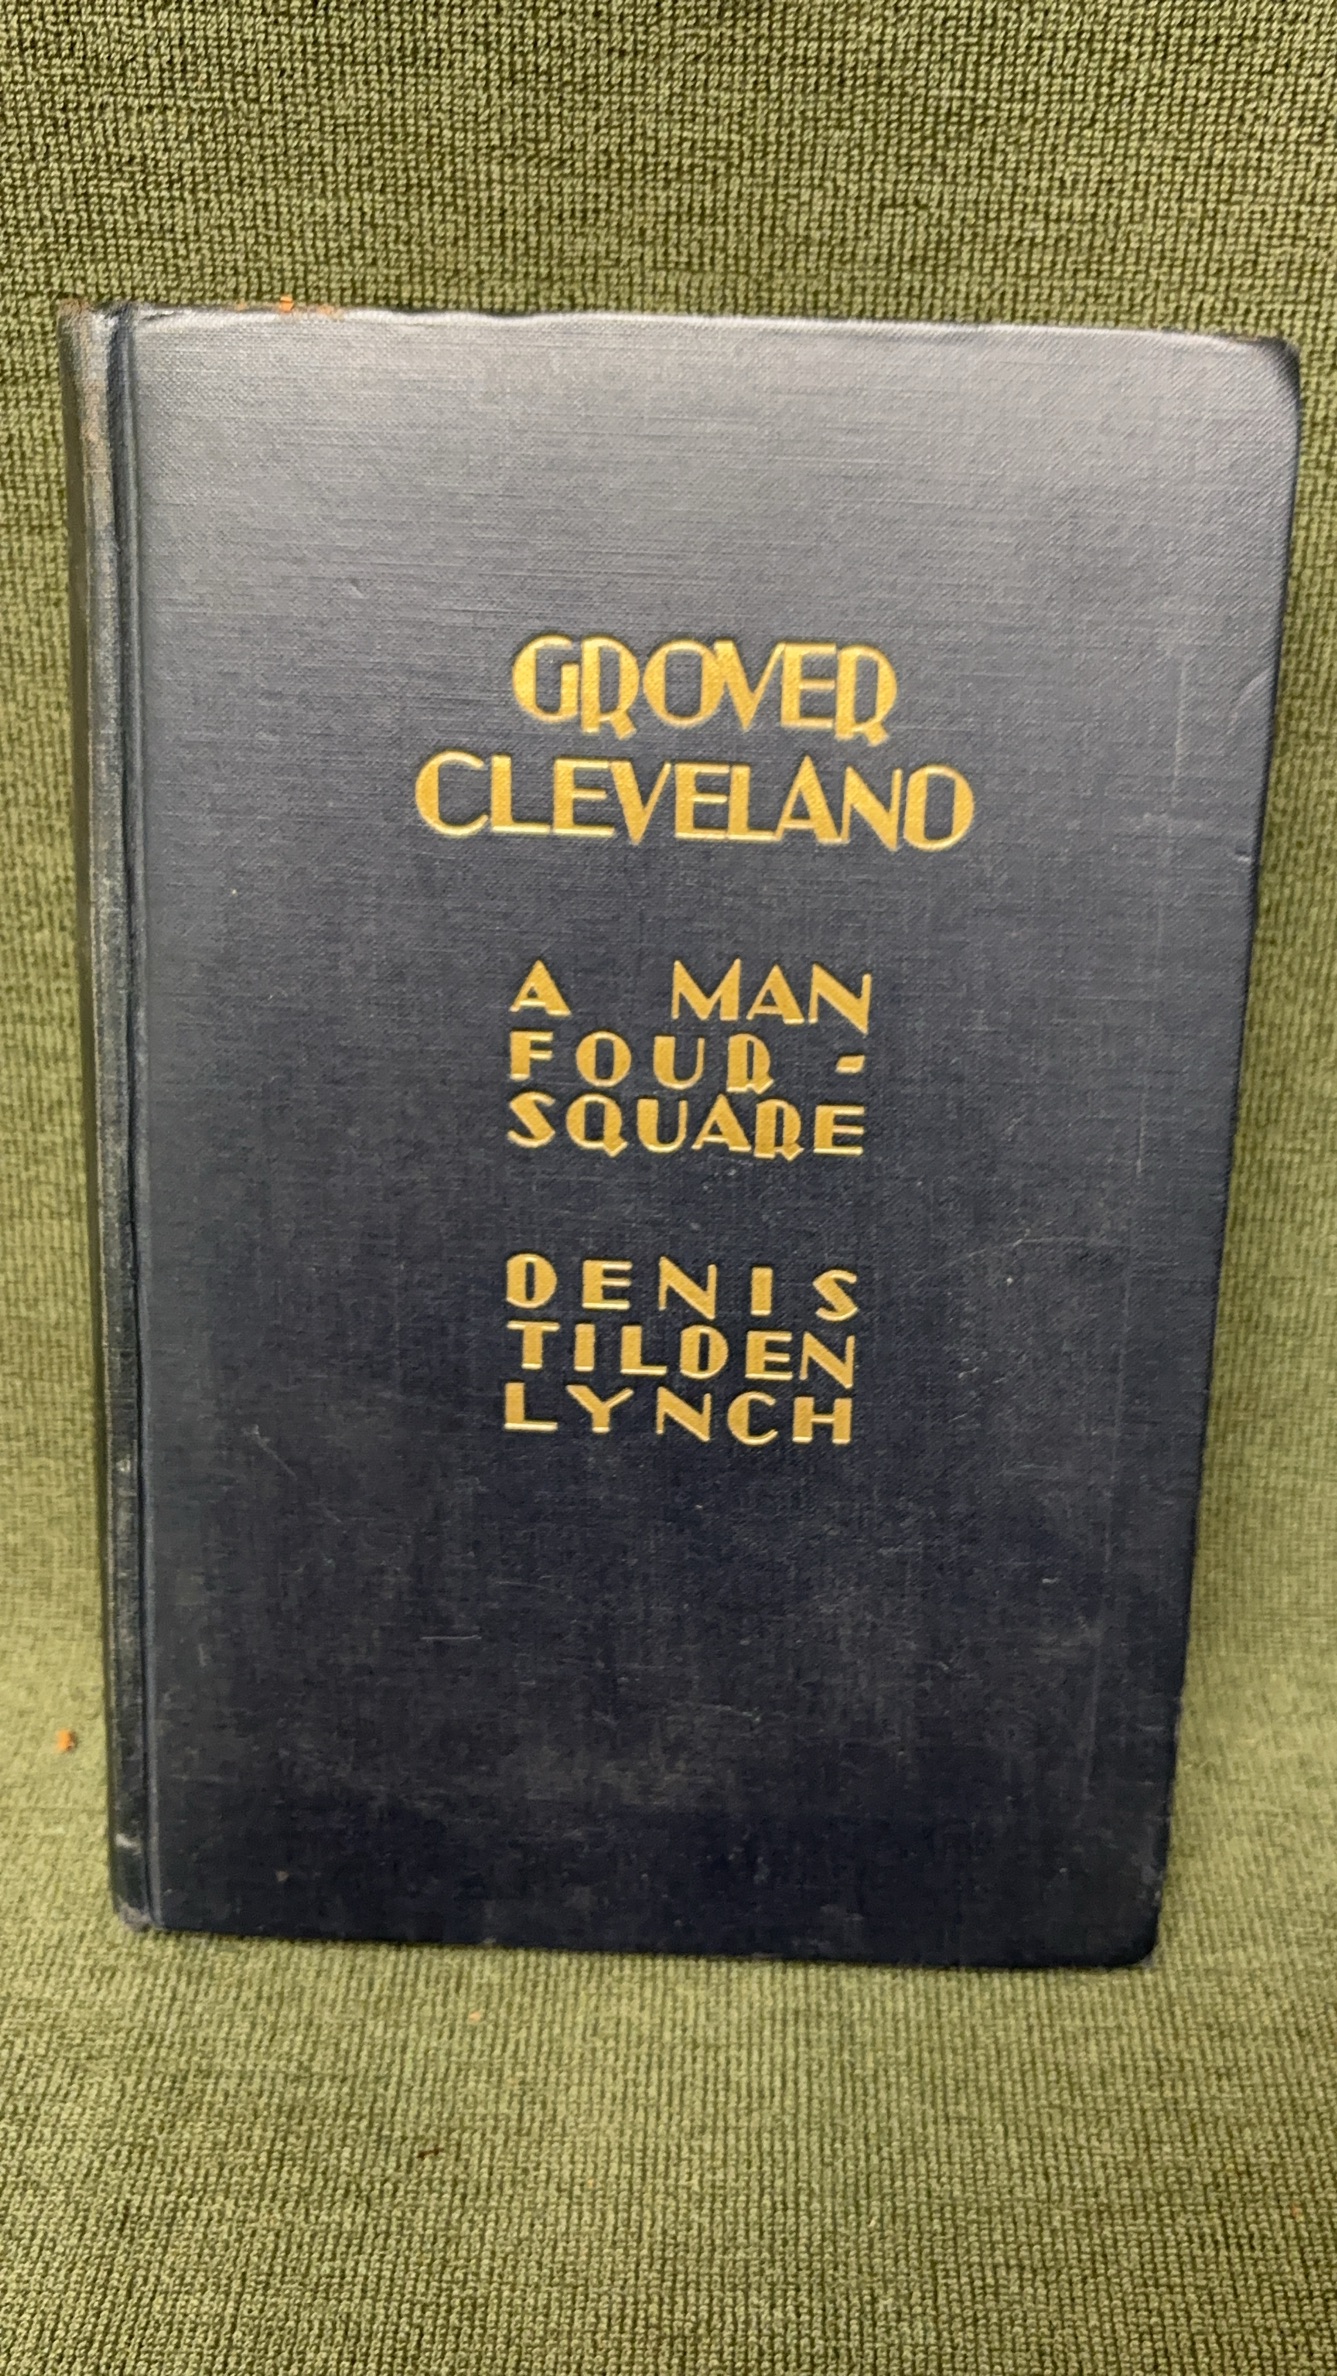 GROVER
CLEVELAND
A MAN
FOUR -
SQUARE
DENIS
TILDEN
LYNCH